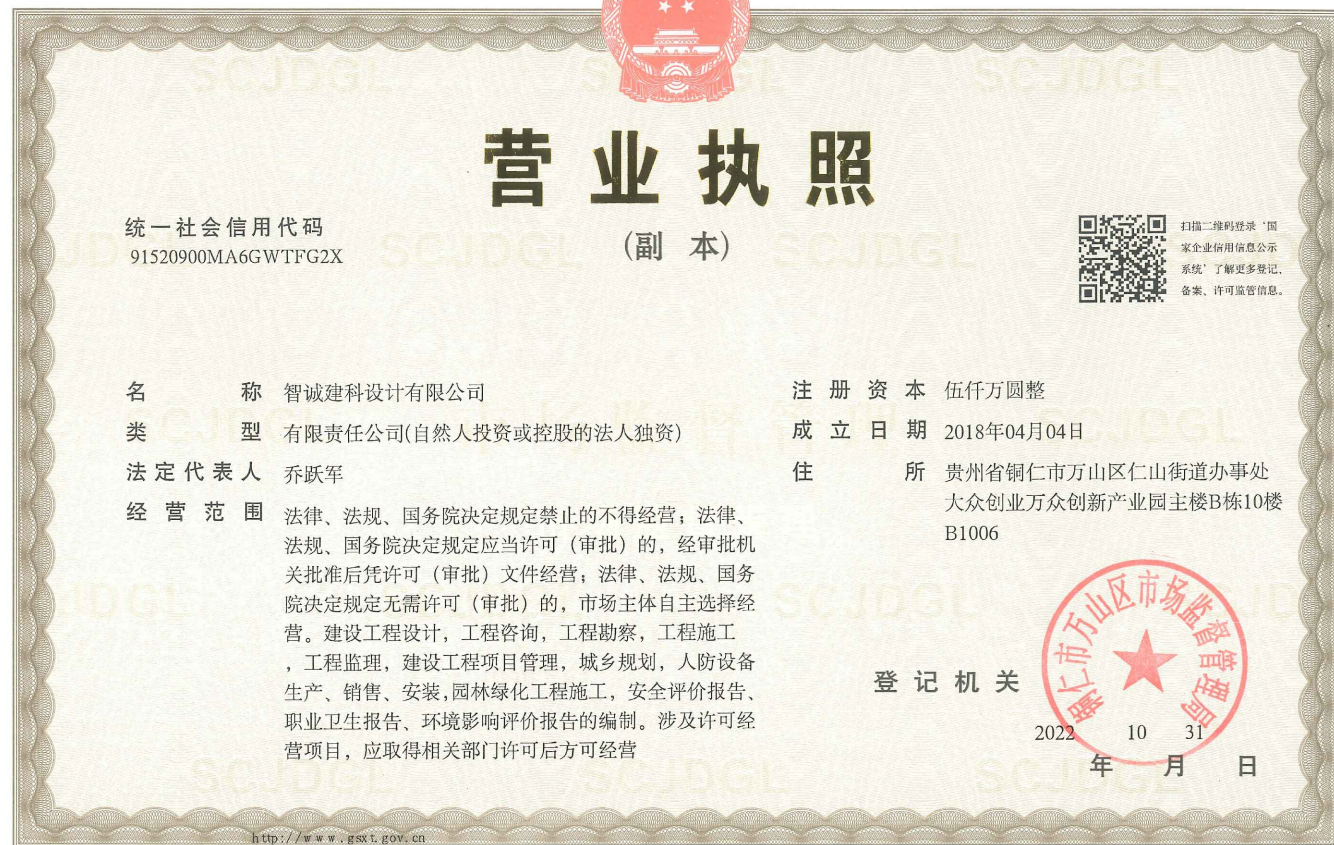 营业执照
(副 本)
统一社会信用代码
91520900MA6GWTFG2X
扫描二维码登录‘国
家企业信用信息公示
系统’了解更多登记、
备案、许可监管信息。
名 称 智诚建科设计有限公司
类 型 有限责任公司(自然人投资或控股的法人独资)
法定代表人 乔跃军
经营范围 法律、法规、国务院决定规定禁止的不得经营；法律、
法规、国务院决定规定应当许可（审批）的，经审批机
关批准后凭许可（审批）文件经营；法律、法规、国务
院决定规定无需许可（审批）的，市场主体自主选择经
营。建设工程设计，工程咨询，工程勘察，工程施工
，工程监理，建设工程项目管理，城乡规划，人防设备
生产、销售、安装,园林绿化工程施工，安全评价报告、
职业卫生报告、环境影响评价报告的编制。涉及许可经
营项目，应取得相关部门许可后方可经营
注册资本 伍仟万圆整
成立日期 2018年04月04日
住 所 贵州省铜仁市万山区仁山街道办事处
大众创业万众创新产业园主楼B栋10楼
B1006
铜仁市万山区市场监督管理局
登记机关
2022 10 31
年 月 日
http://www.gsxt.gov.cn
SCJDGL